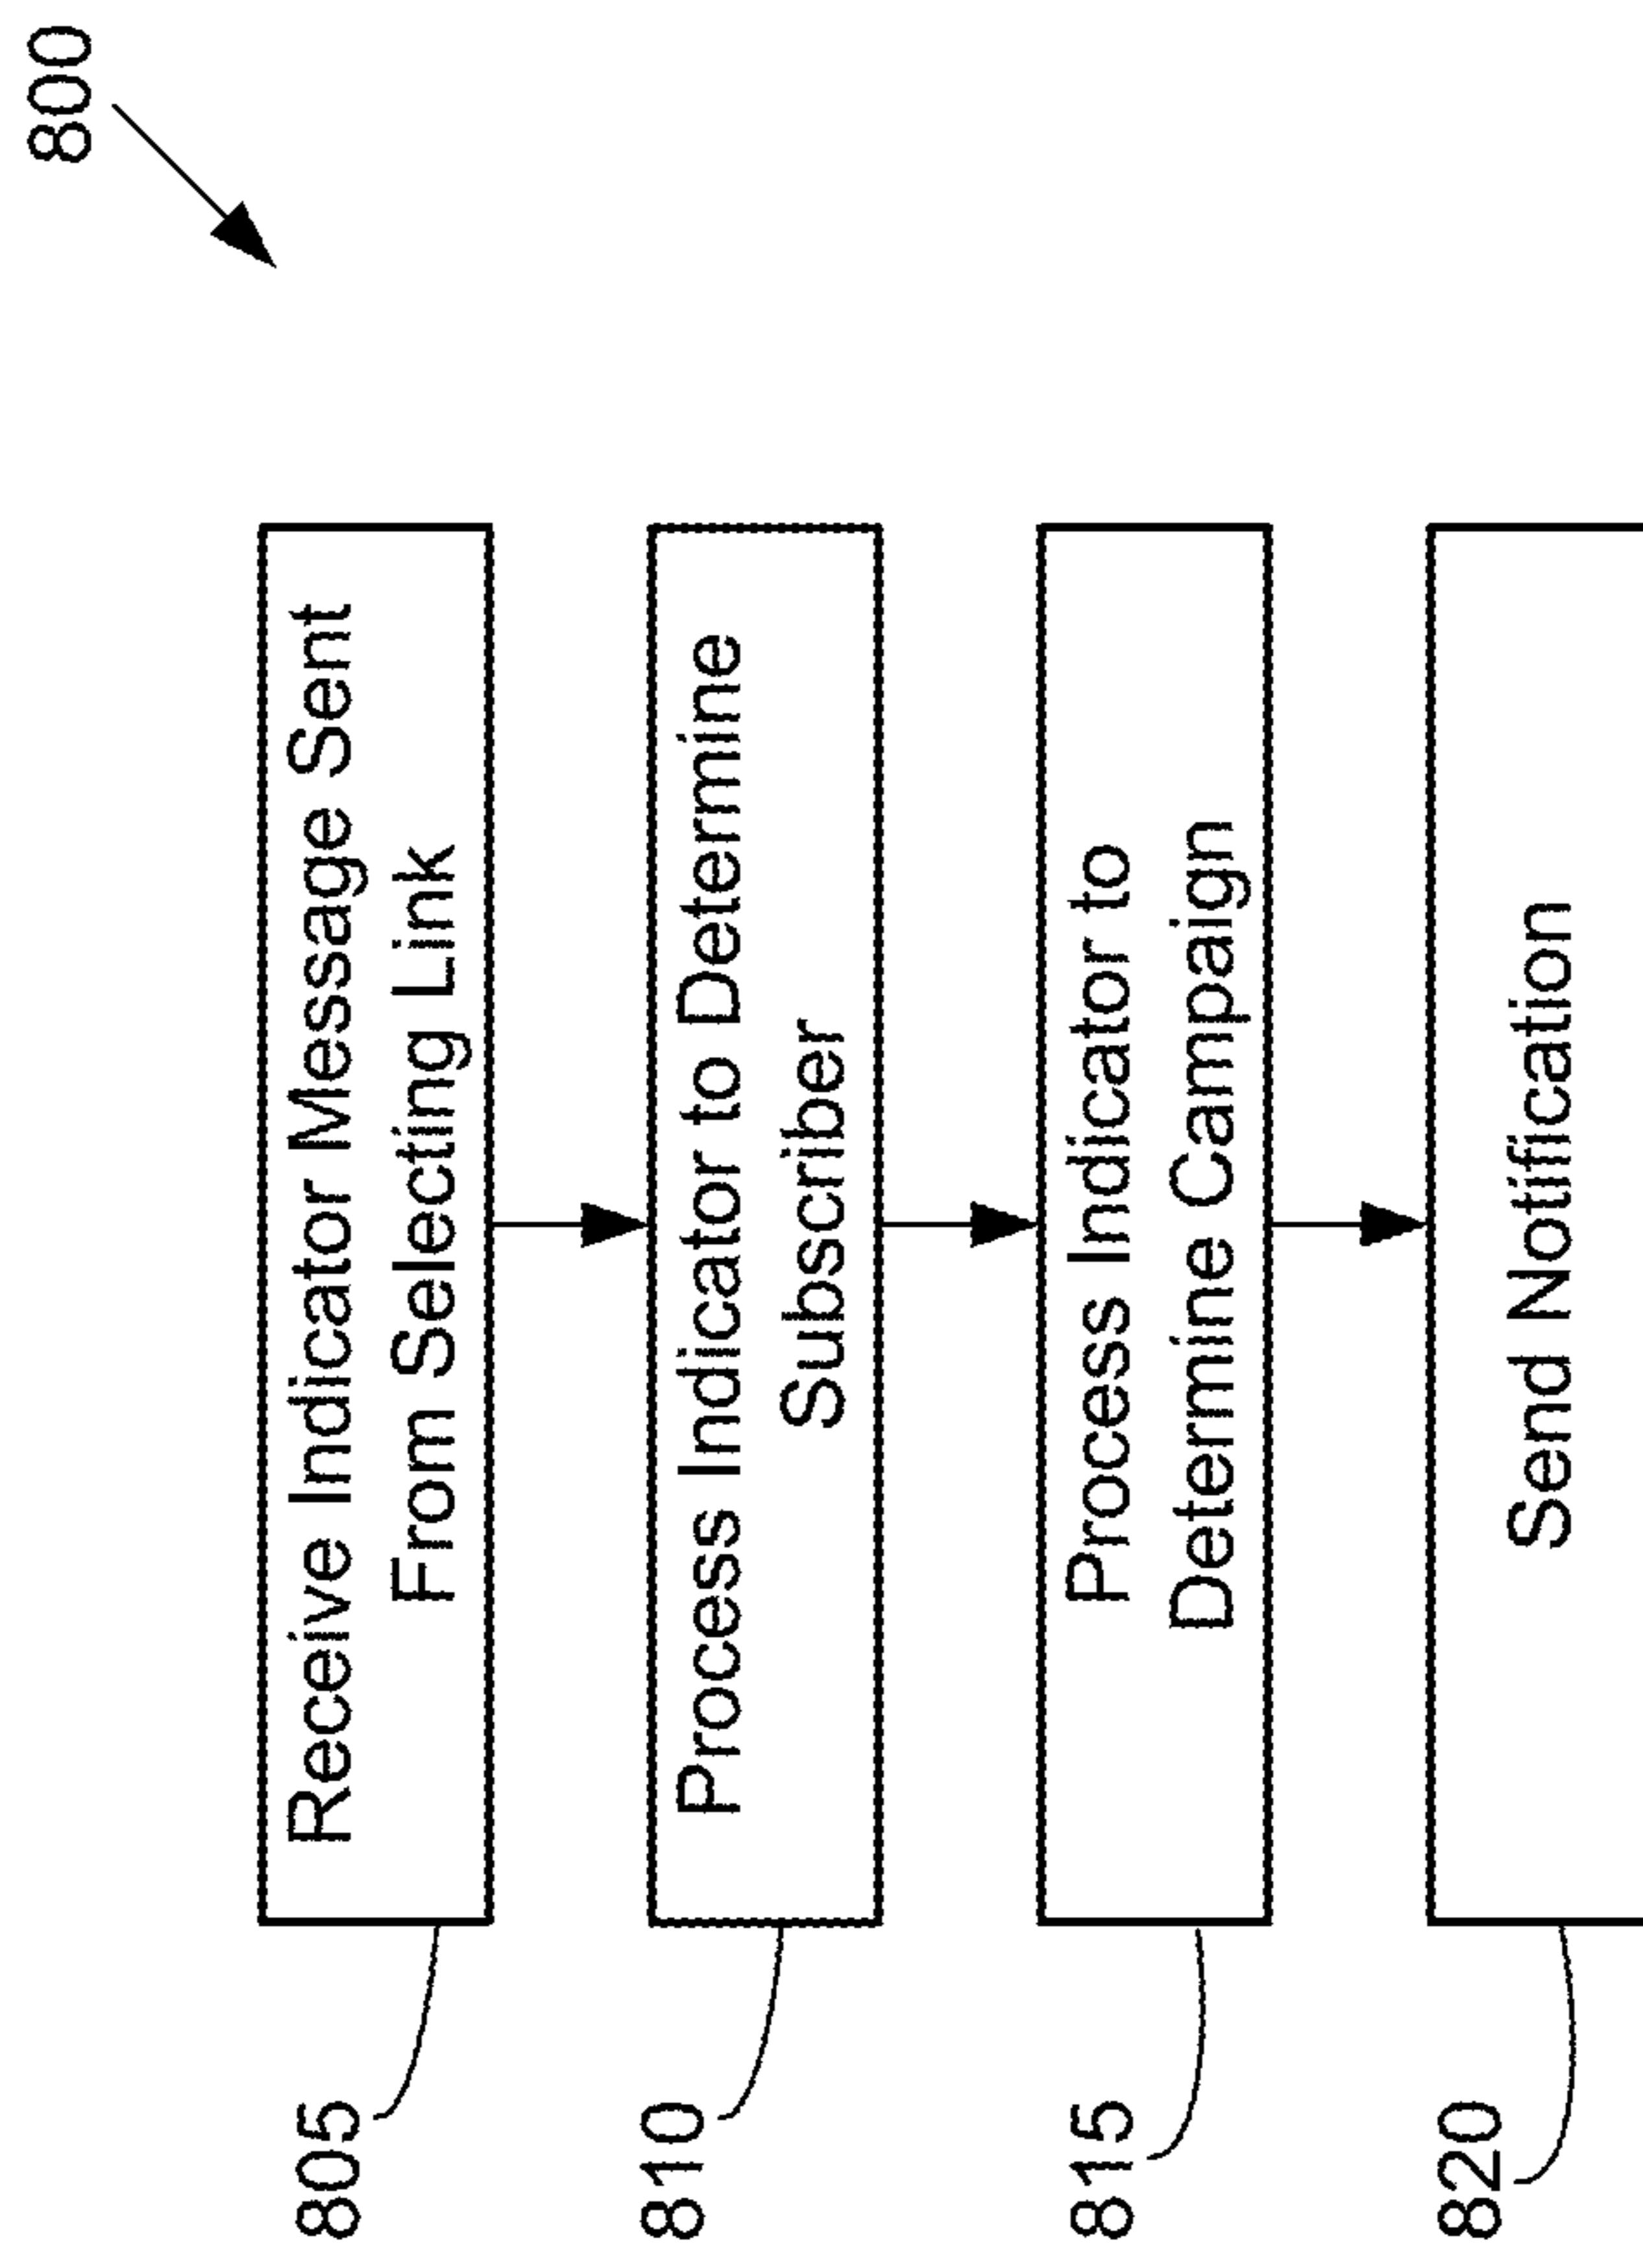 800
805
Receive Indicator Message Sent
From Selecting Link
810
Process Indicator to Determine
Subscriber
815
Process Indicator to
Determine Campaign
820
Send Notification